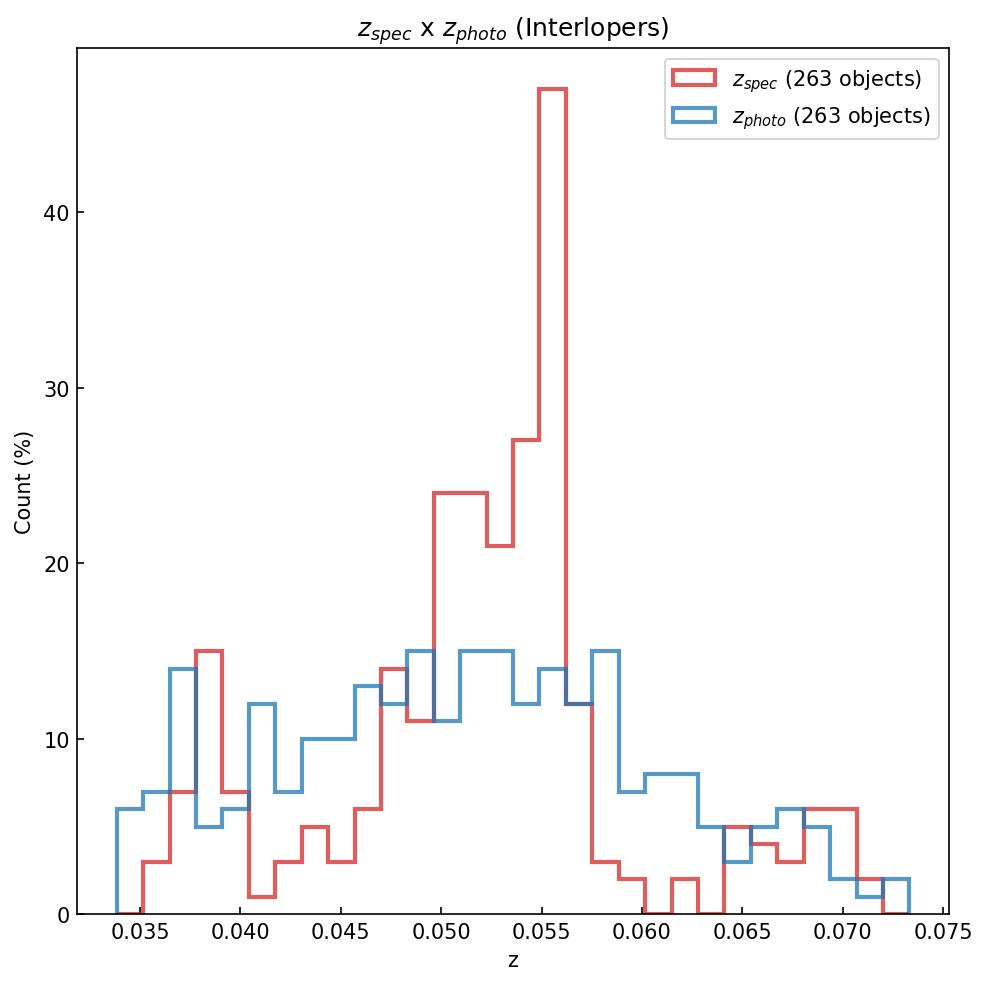 z_spec x z_photo (Interlopers)
z_spec (263 objects)
z_photo (263 objects)
Count (%)
40
30
20
10
0
0.035 0.040 0.045 0.050 0.055 0.060 0.065 0.070 0.075
z